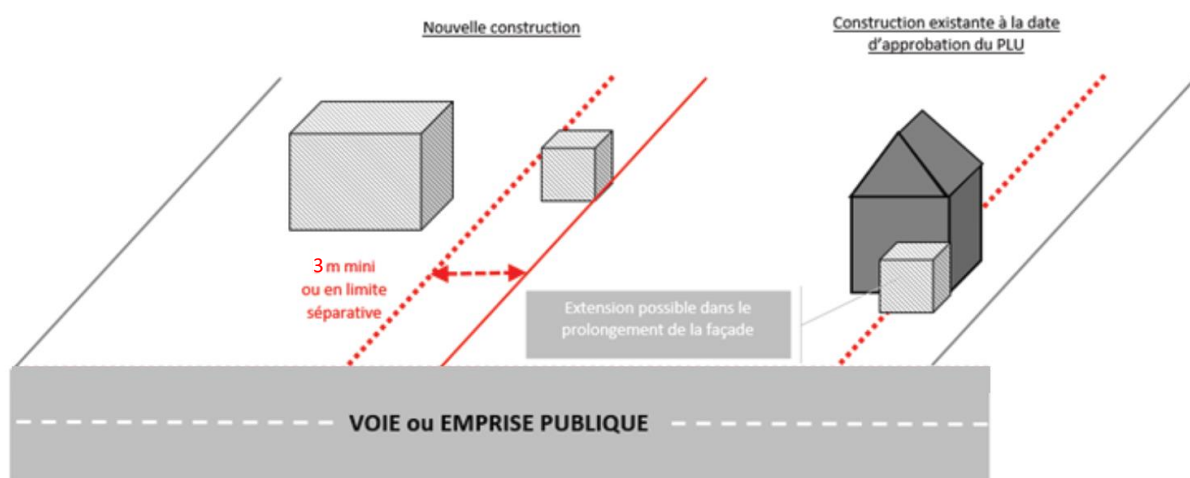 Nouvelle construction
Construction existante à la date
d'approbation du PLU
3 m mini
ou en limite
séparative
Extension possible dans le
prolongement de la façade
VOIE ou EMPRISE PUBLIQUE